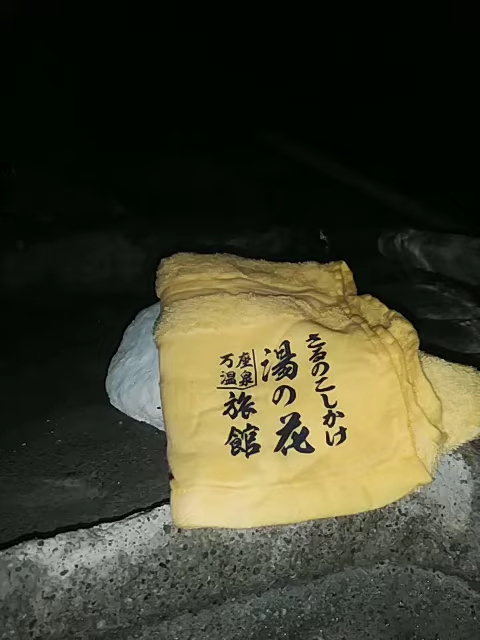 さるのこしかけ
湯の花
万座
温泉
旅館